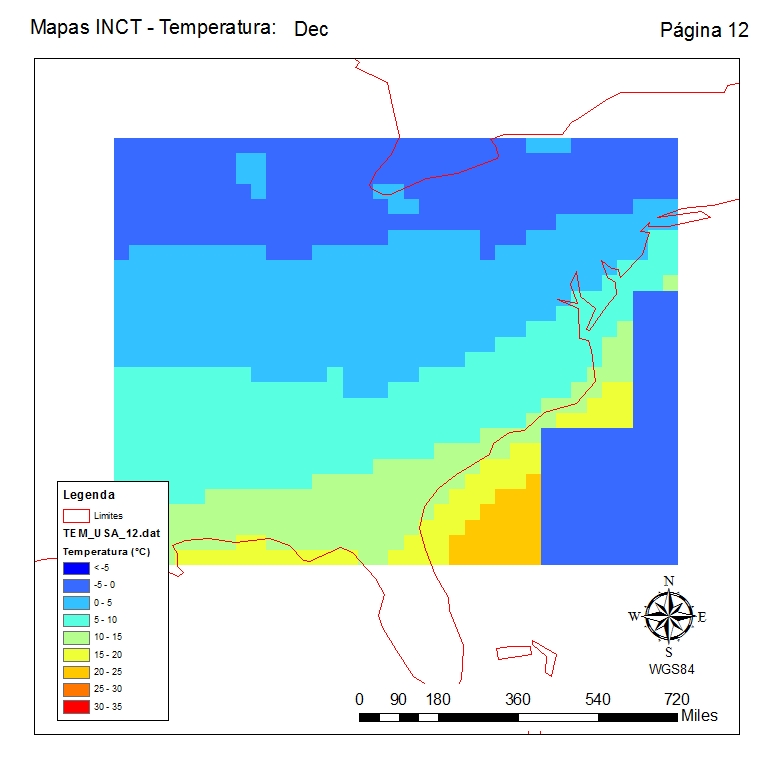 Mapas INCT - Temperatura: Dec
Página 12
Legenda
Limites
TEM_USA_12.dat
Temperatura (°C)
< -5
-5 - 0
0 - 5
5 - 10
10 - 15
15 - 20
20 - 25
25 - 30
30 - 35
N
W E
S
WGS84
0 90 180 360 540 720
Miles